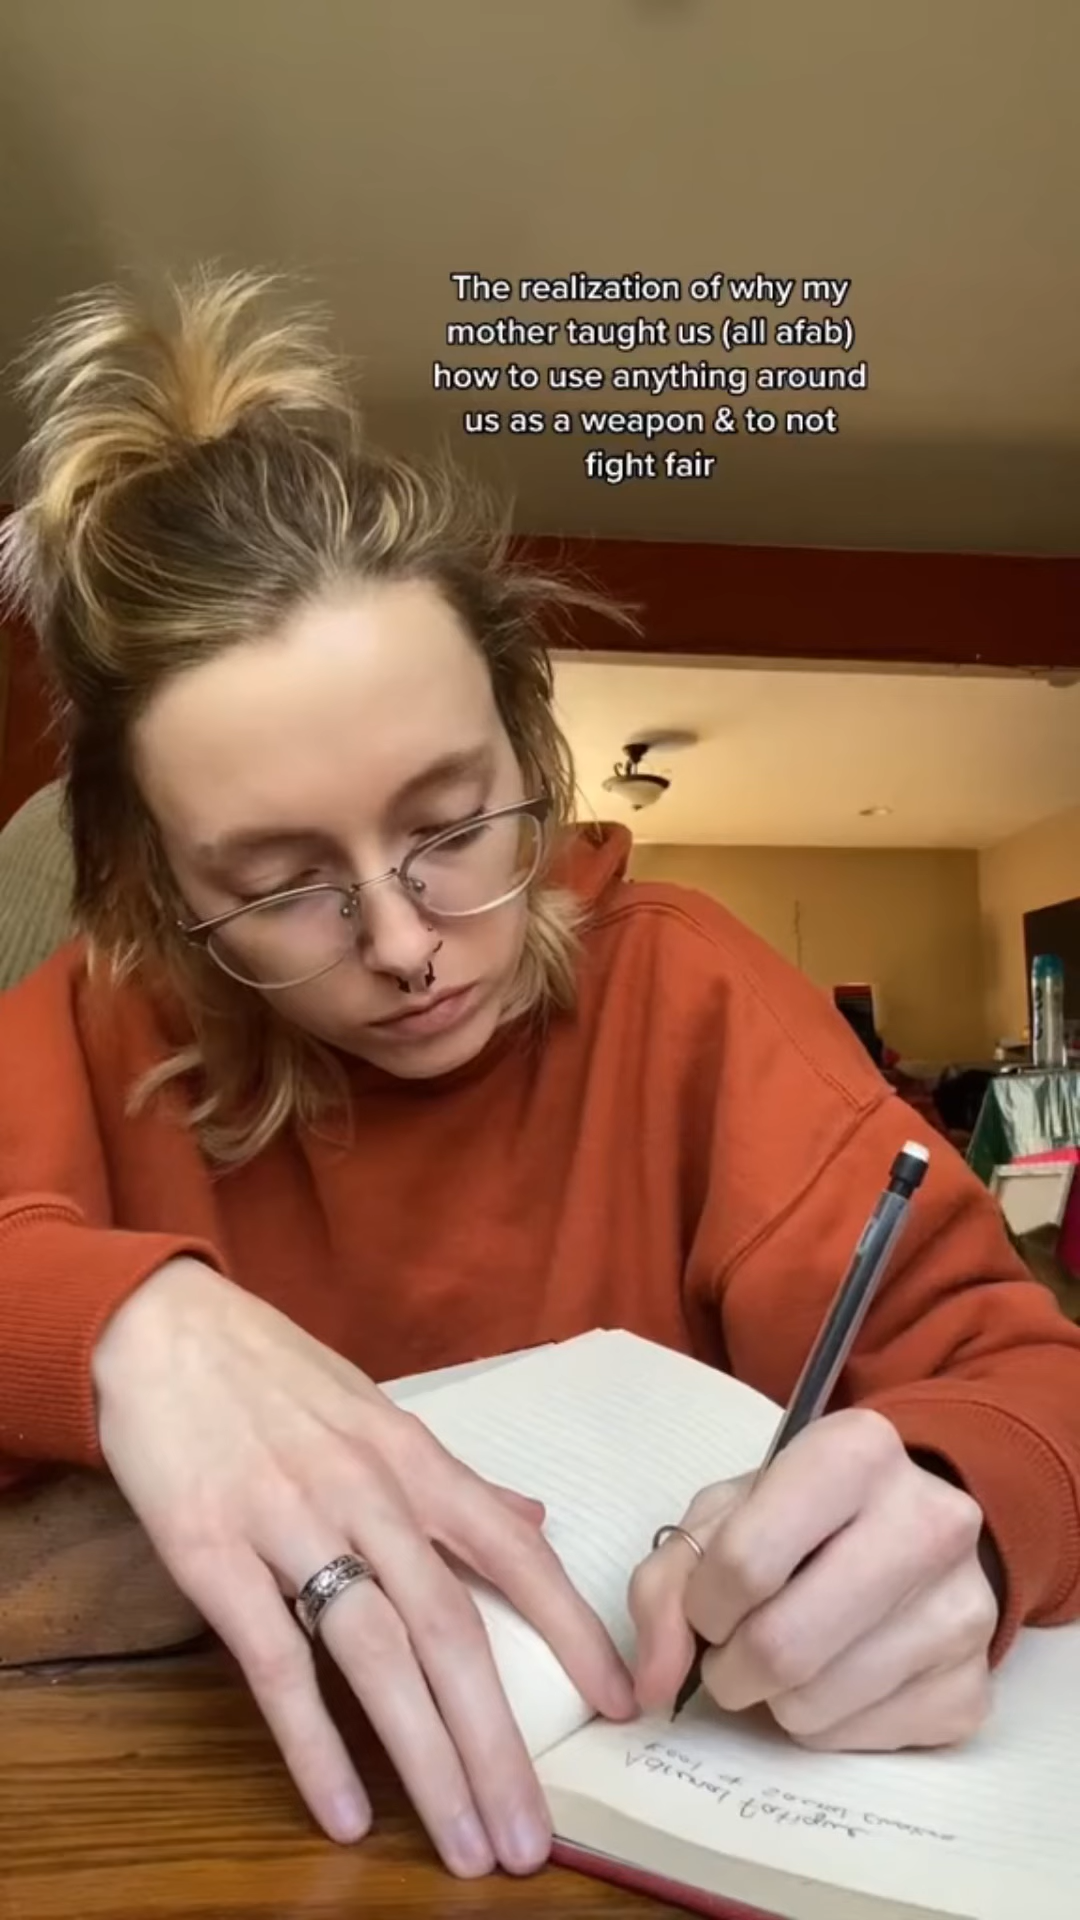 The realization of why my
mother taught us (all afab)
how to use anything around
us as a weapon & to not
fight fair